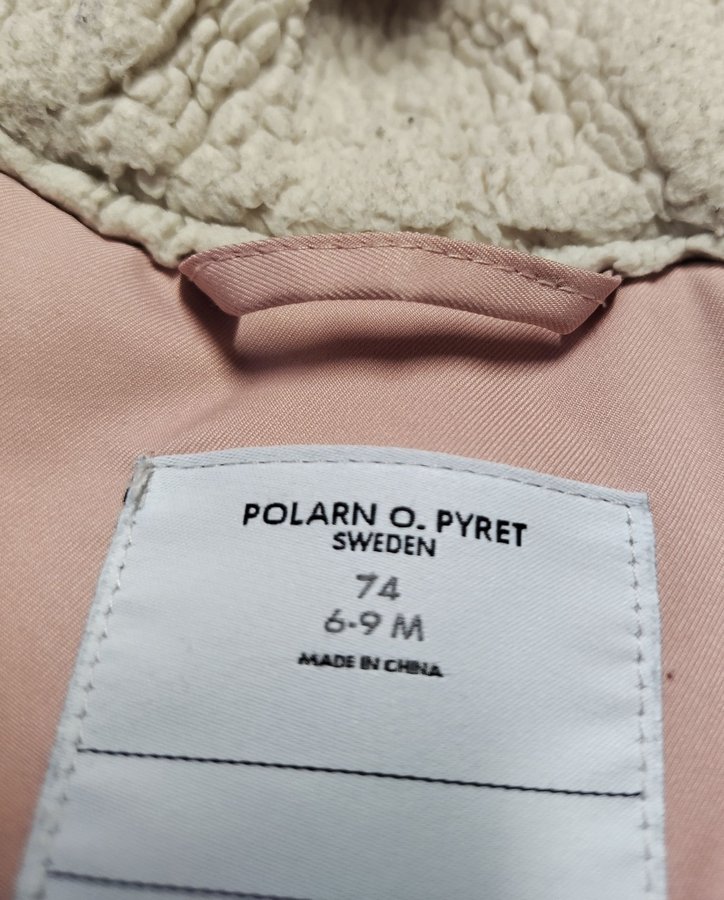 POLARN O. PYRET
SWEDEN
74
6-9 M
MADE IN CHINA